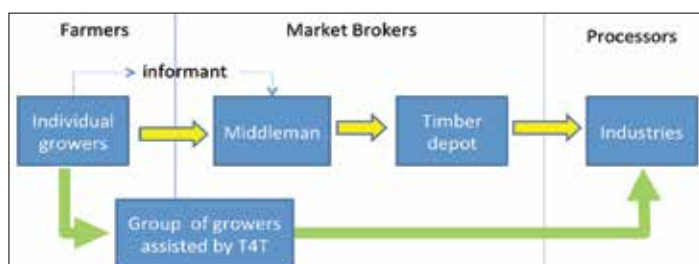 Farmers
Market Brokers
Processors
informant
Individual
growers
Middleman
Timber
depot
Industries
Group of growers
assisted by T4T